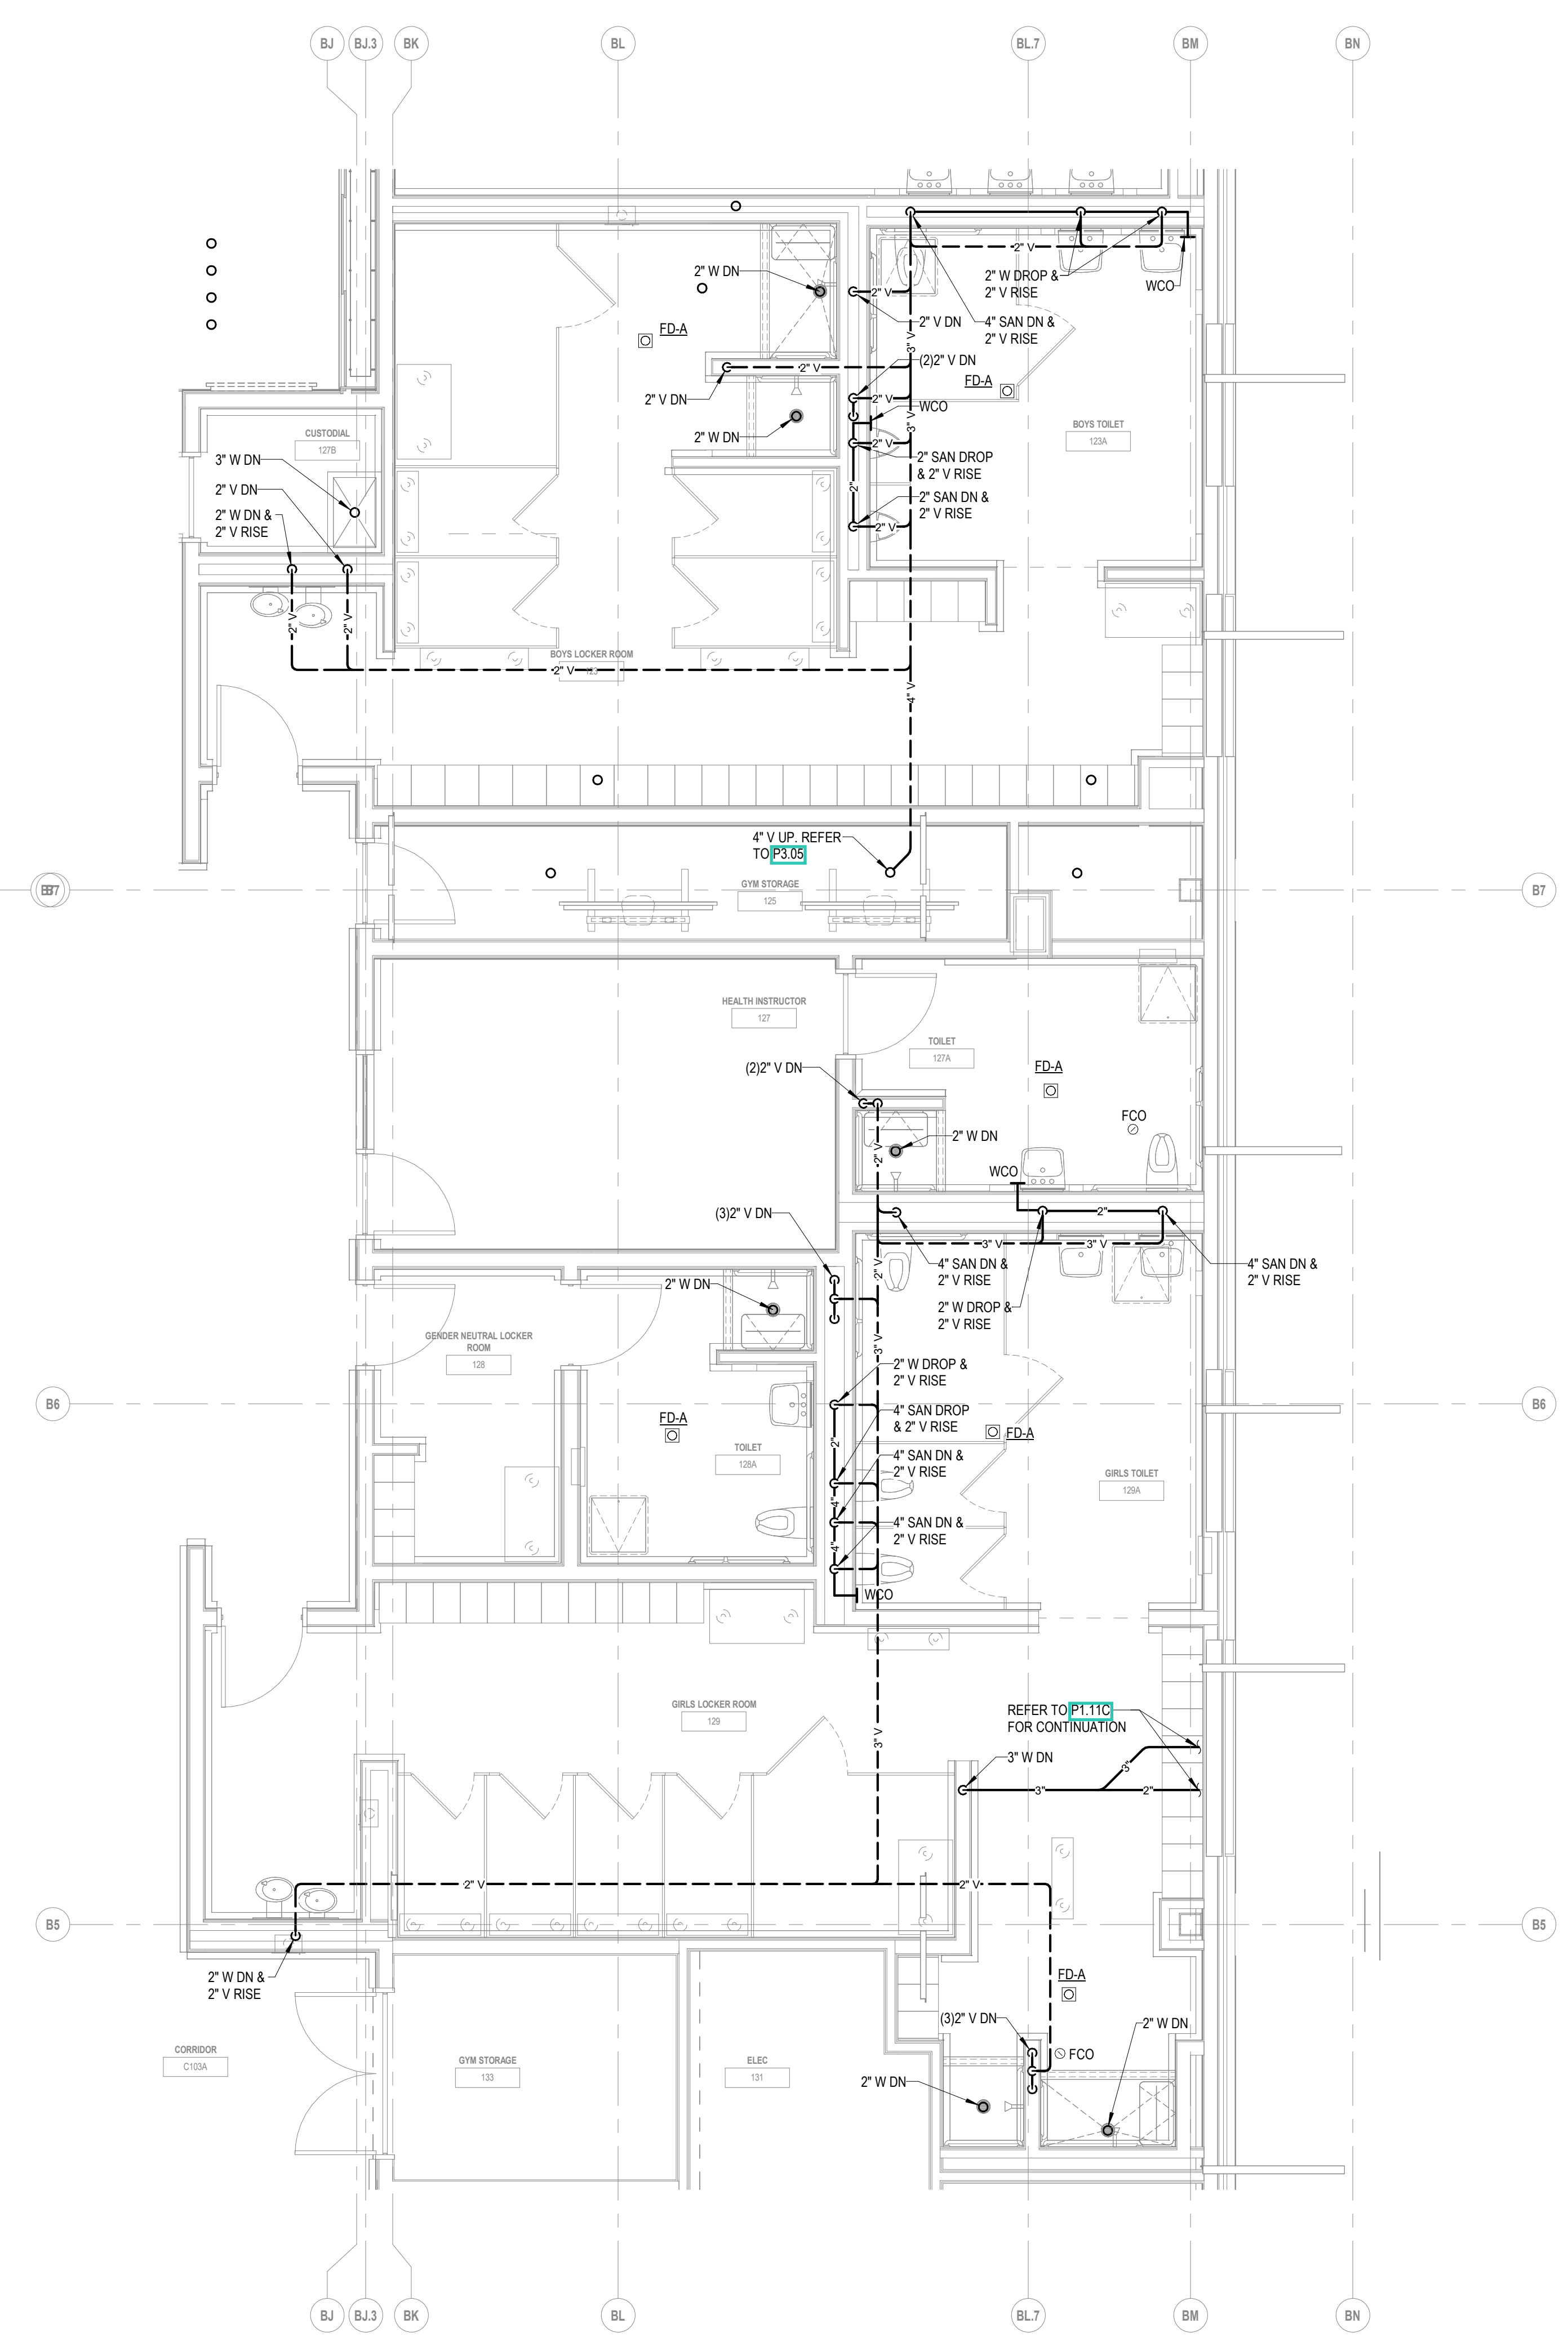 BJ
BJ.3
BK
BL
BL.7
BM
BN
2" V
2" W DN
2" W DROP &
2" V RISE
WCO
2" V
2" V DN
4" SAN DN &
2" V RISE
FD-A
3" V
(2)2" V DN
2" V
FD-A
2" V DN
2" V
WCO
3" V
BOYS TOILET
123A
CUSTODIAL
127B
2" W DN
2" V
3" W DN
2" SAN DROP
& 2" V RISE
2" V DN
2"
2" SAN DN &
2" V RISE
2" W DN &
2" V RISE
2" V
2" V
2" V
BOYS LOCKER ROOM
123
2" V
4" V
4" V UP. REFER
TO P3.05
GYM STORAGE
125
B7
B7
HEALTH INSTRUCTOR
127
TOILET
127A
(2)2" V DN
FD-A
FCO
2" W DN
2" V
WCO
(3)2" V DN
2"
3" V
3" V
4" SAN DN &
2" V RISE
4" SAN DN &
2" V RISE
2" V
2" W DN
2" W DROP &
2" V RISE
GENDER NEUTRAL LOCKER
ROOM
128
3" V
2" W DROP &
2" V RISE
B6
B6
FD-A
4" SAN DROP
& 2" V RISE
FD-A
2"
TOILET
128A
4" SAN DN &
2" V RISE
GIRLS TOILET
129A
4"
4" SAN DN &
2" V RISE
4"
WCO
GIRLS LOCKER ROOM
129
REFER TO P1.11C
FOR CONTINUATION
3" V
3" W DN
3"
3"
2"
2" V
2" V
B5
B5
2" W DN &
2" V RISE
FD-A
(3)2" V DN
2" W DN
FCO
CORRIDOR
C103A
GYM STORAGE
133
ELEC
131
2" W DN
BJ
BJ.3
BK
BL
BL.7
BM
BN